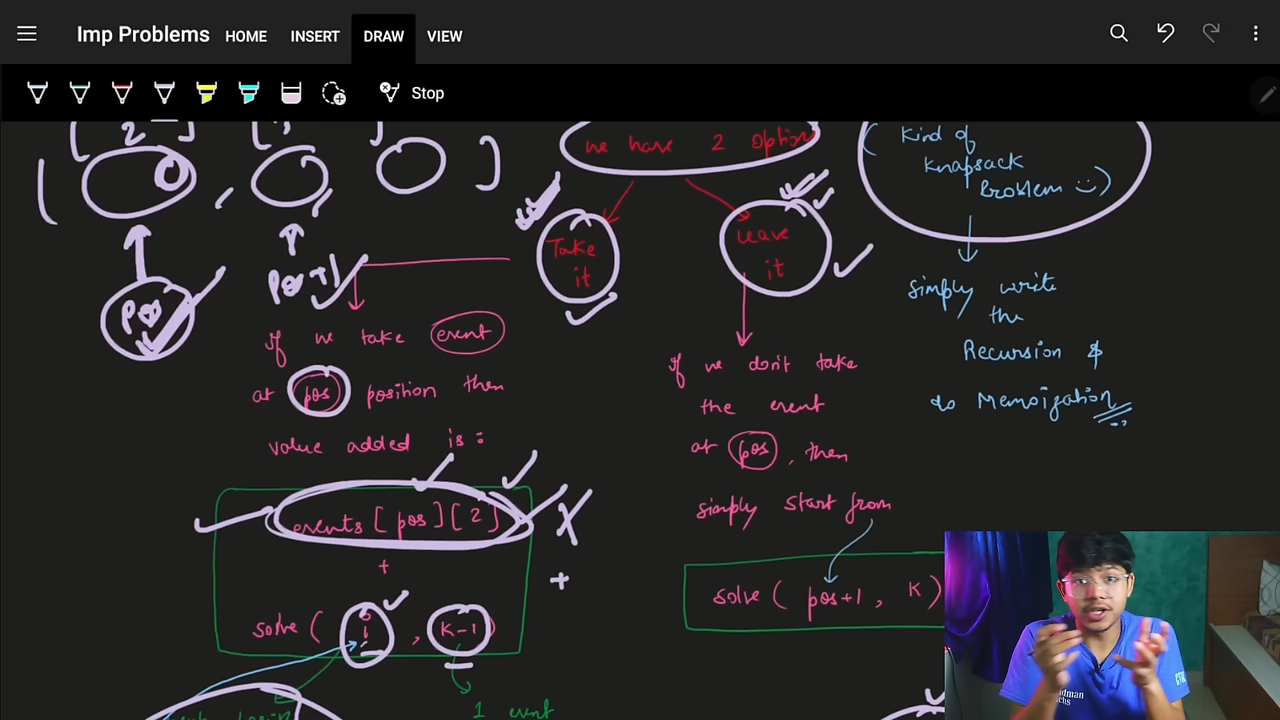 Imp Problems HOME INSERT DRAW VIEW
Stop
[ 2 ] [ ]
[ , , ]
we have 2 option
(Kind of
Knapsack
Problem :))
Take
it
Leave
it
pos
pos+1
simply write
the
Recursion &
do Memoization
If we take event
at pos position then
value added is :
events [ pos ] [ 2 ]
+
solve ( i , K-1 )
X
+
1 event
If we don't take
the event
at pos , then
simply start from
solve ( pos+1 , K )